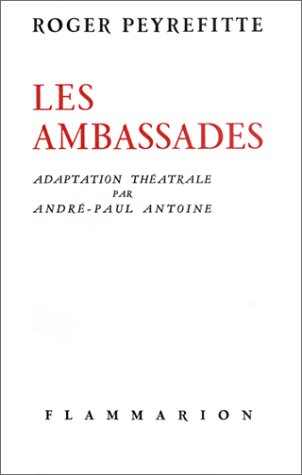 ROGER PEYREFITTE
LES
AMBASSADES
ADAPTATION THÉATRALE
PAR
ANDRÉ-PAUL ANTOINE
FLAMMARION